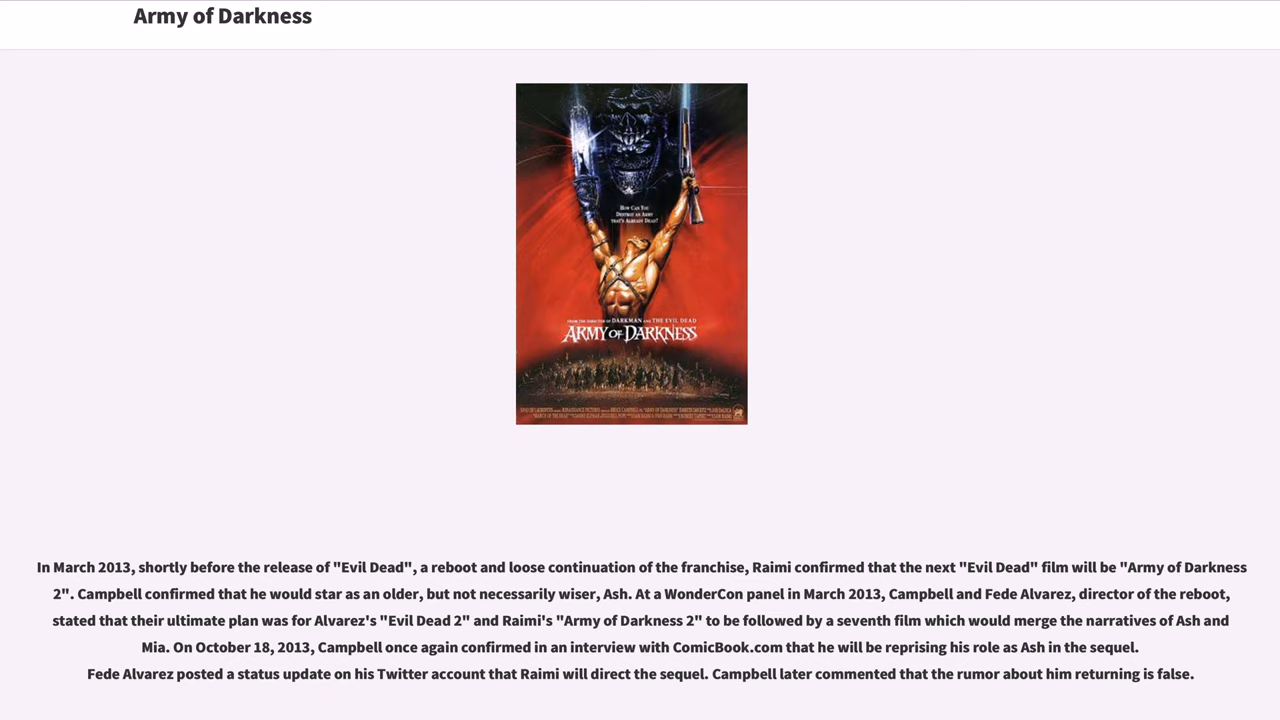 Army of Darkness
How Can You
Destroy an Army
that's Already Dead?
FROM THE DIRECTOR OF DARKMAN AND THE EVIL DEAD
ARMY OF DARKNESS
In March 2013, shortly before the release of "Evil Dead", a reboot and loose continuation of the franchise, Raimi confirmed that the next "Evil Dead" film will be "Army of Darkness
2". Campbell confirmed that he would star as an older, but not necessarily wiser, Ash. At a WonderCon panel in March 2013, Campbell and Fede Alvarez, director of the reboot,
stated that their ultimate plan was for Alvarez's "Evil Dead 2" and Raimi's "Army of Darkness 2" to be followed by a seventh film which would merge the narratives of Ash and
Mia. On October 18, 2013, Campbell once again confirmed in an interview with ComicBook.com that he will be reprising his role as Ash in the sequel.
Fede Alvarez posted a status update on his Twitter account that Raimi will direct the sequel. Campbell later commented that the rumor about him returning is false.